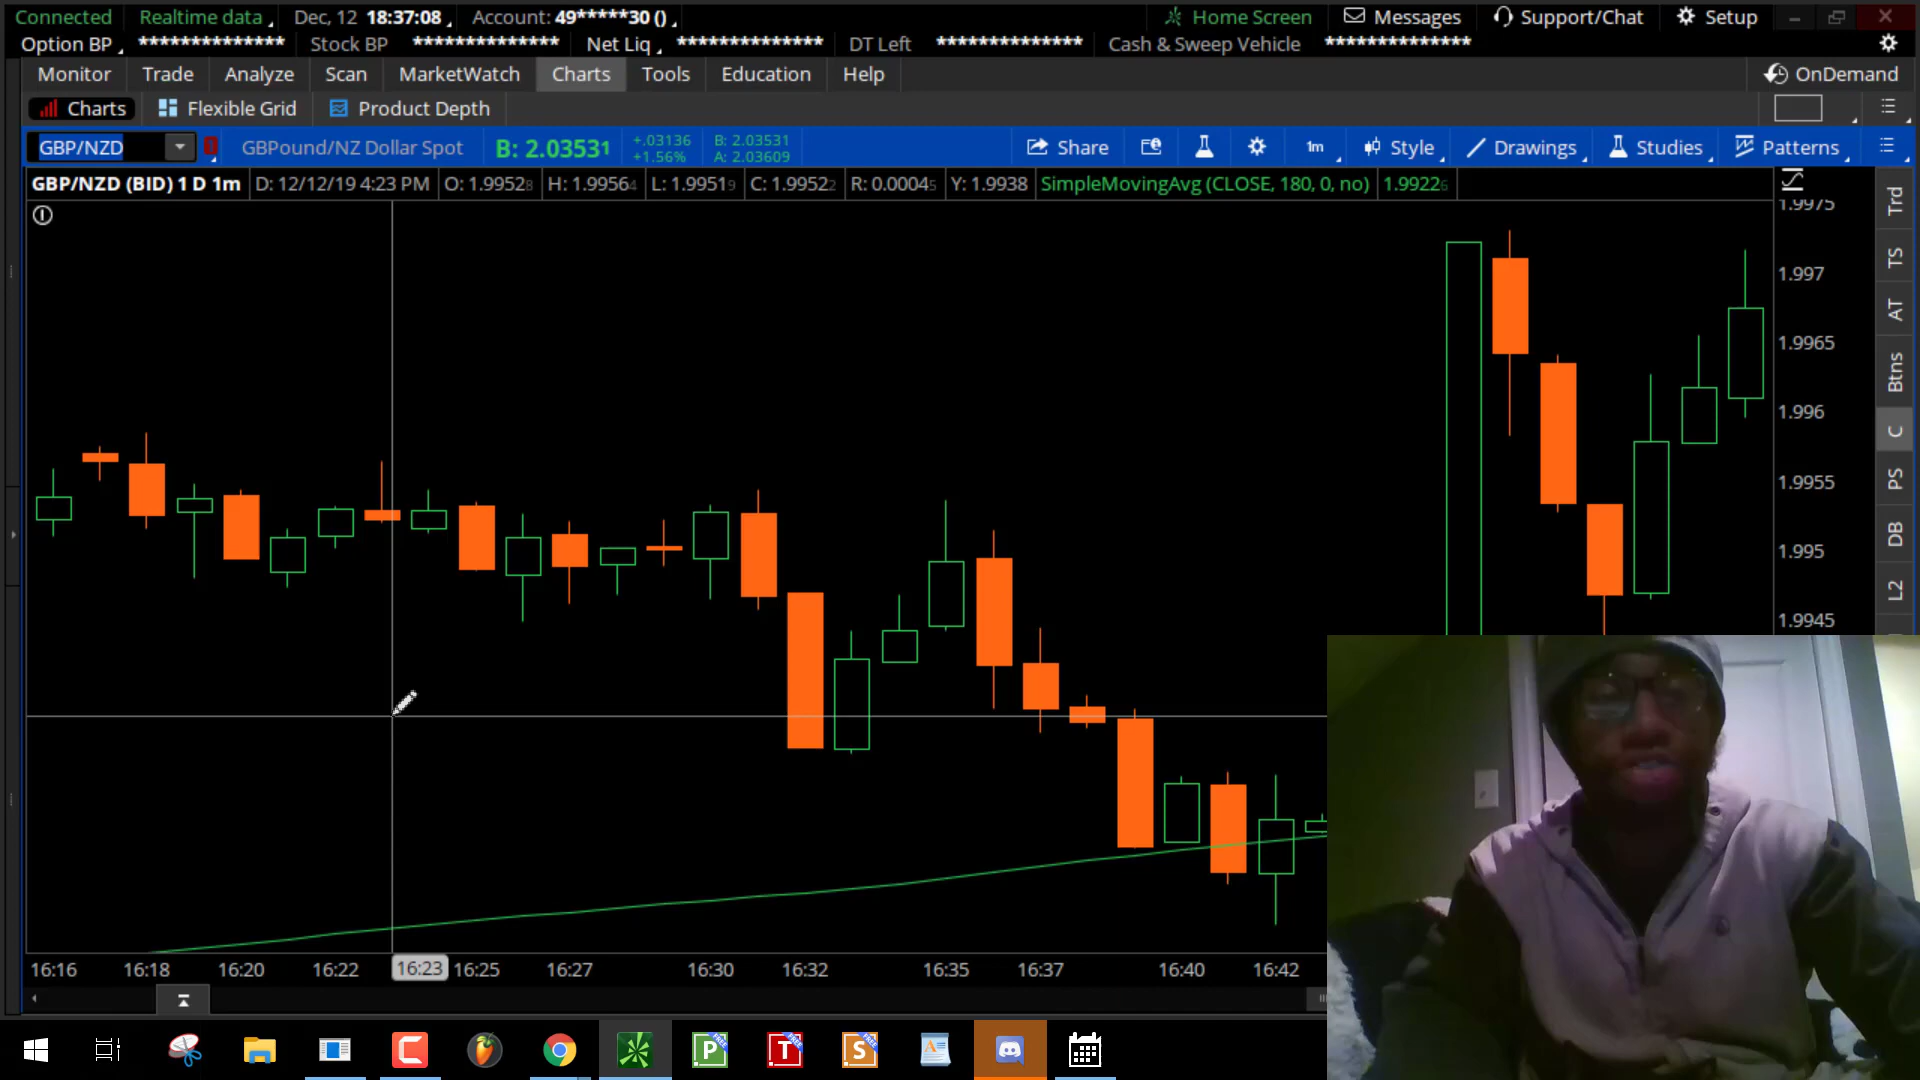 Connected Realtime data Dec, 12 18:37:08 Account: 49*****30 () Home Screen Messages Support/Chat Setup
Option BP ************** Stock BP ************** Net Liq ************** DT Left ************** Cash & Sweep Vehicle **************
Monitor Trade Analyze Scan MarketWatch Charts Tools Education Help OnDemand
Charts Flexible Grid Product Depth
GBP/NZD GBPound/NZ Dollar Spot B: 2.03531 +.03136 B: 2.03531 Share 1m Style Drawings Studies Patterns
+1.56% A: 2.03609
GBP/NZD (BID) 1 D 1m D: 12/12/19 4:23 PM O: 1.99528 H: 1.99564 L: 1.99519 C: 1.99522 R: 0.00045 Y: 1.9938 SimpleMovingAvg (CLOSE, 180, 0, no) 1.99226
1.9975
1.997
1.9965
1.996
1.9955
1.995
1.9945
Trd
TS
AT
Btns
C
PS
DB
L2
16:16 16:18 16:20 16:22 16:23 16:25 16:27 16:30 16:32 16:35 16:37 16:40 16:42
C P FREE T FREE S FREE